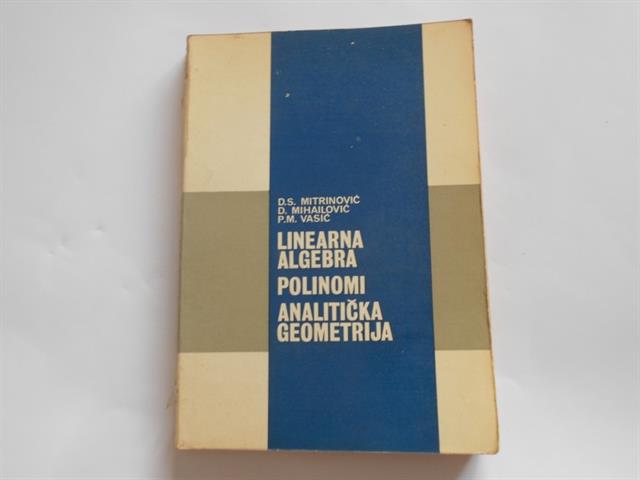 D.S. MITRINOVIĆ
D. MIHAILOVIĆ
P.M. VASIĆ
LINEARNA
ALGEBRA
POLINOMI
ANALITIČKA
GEOMETRIJA